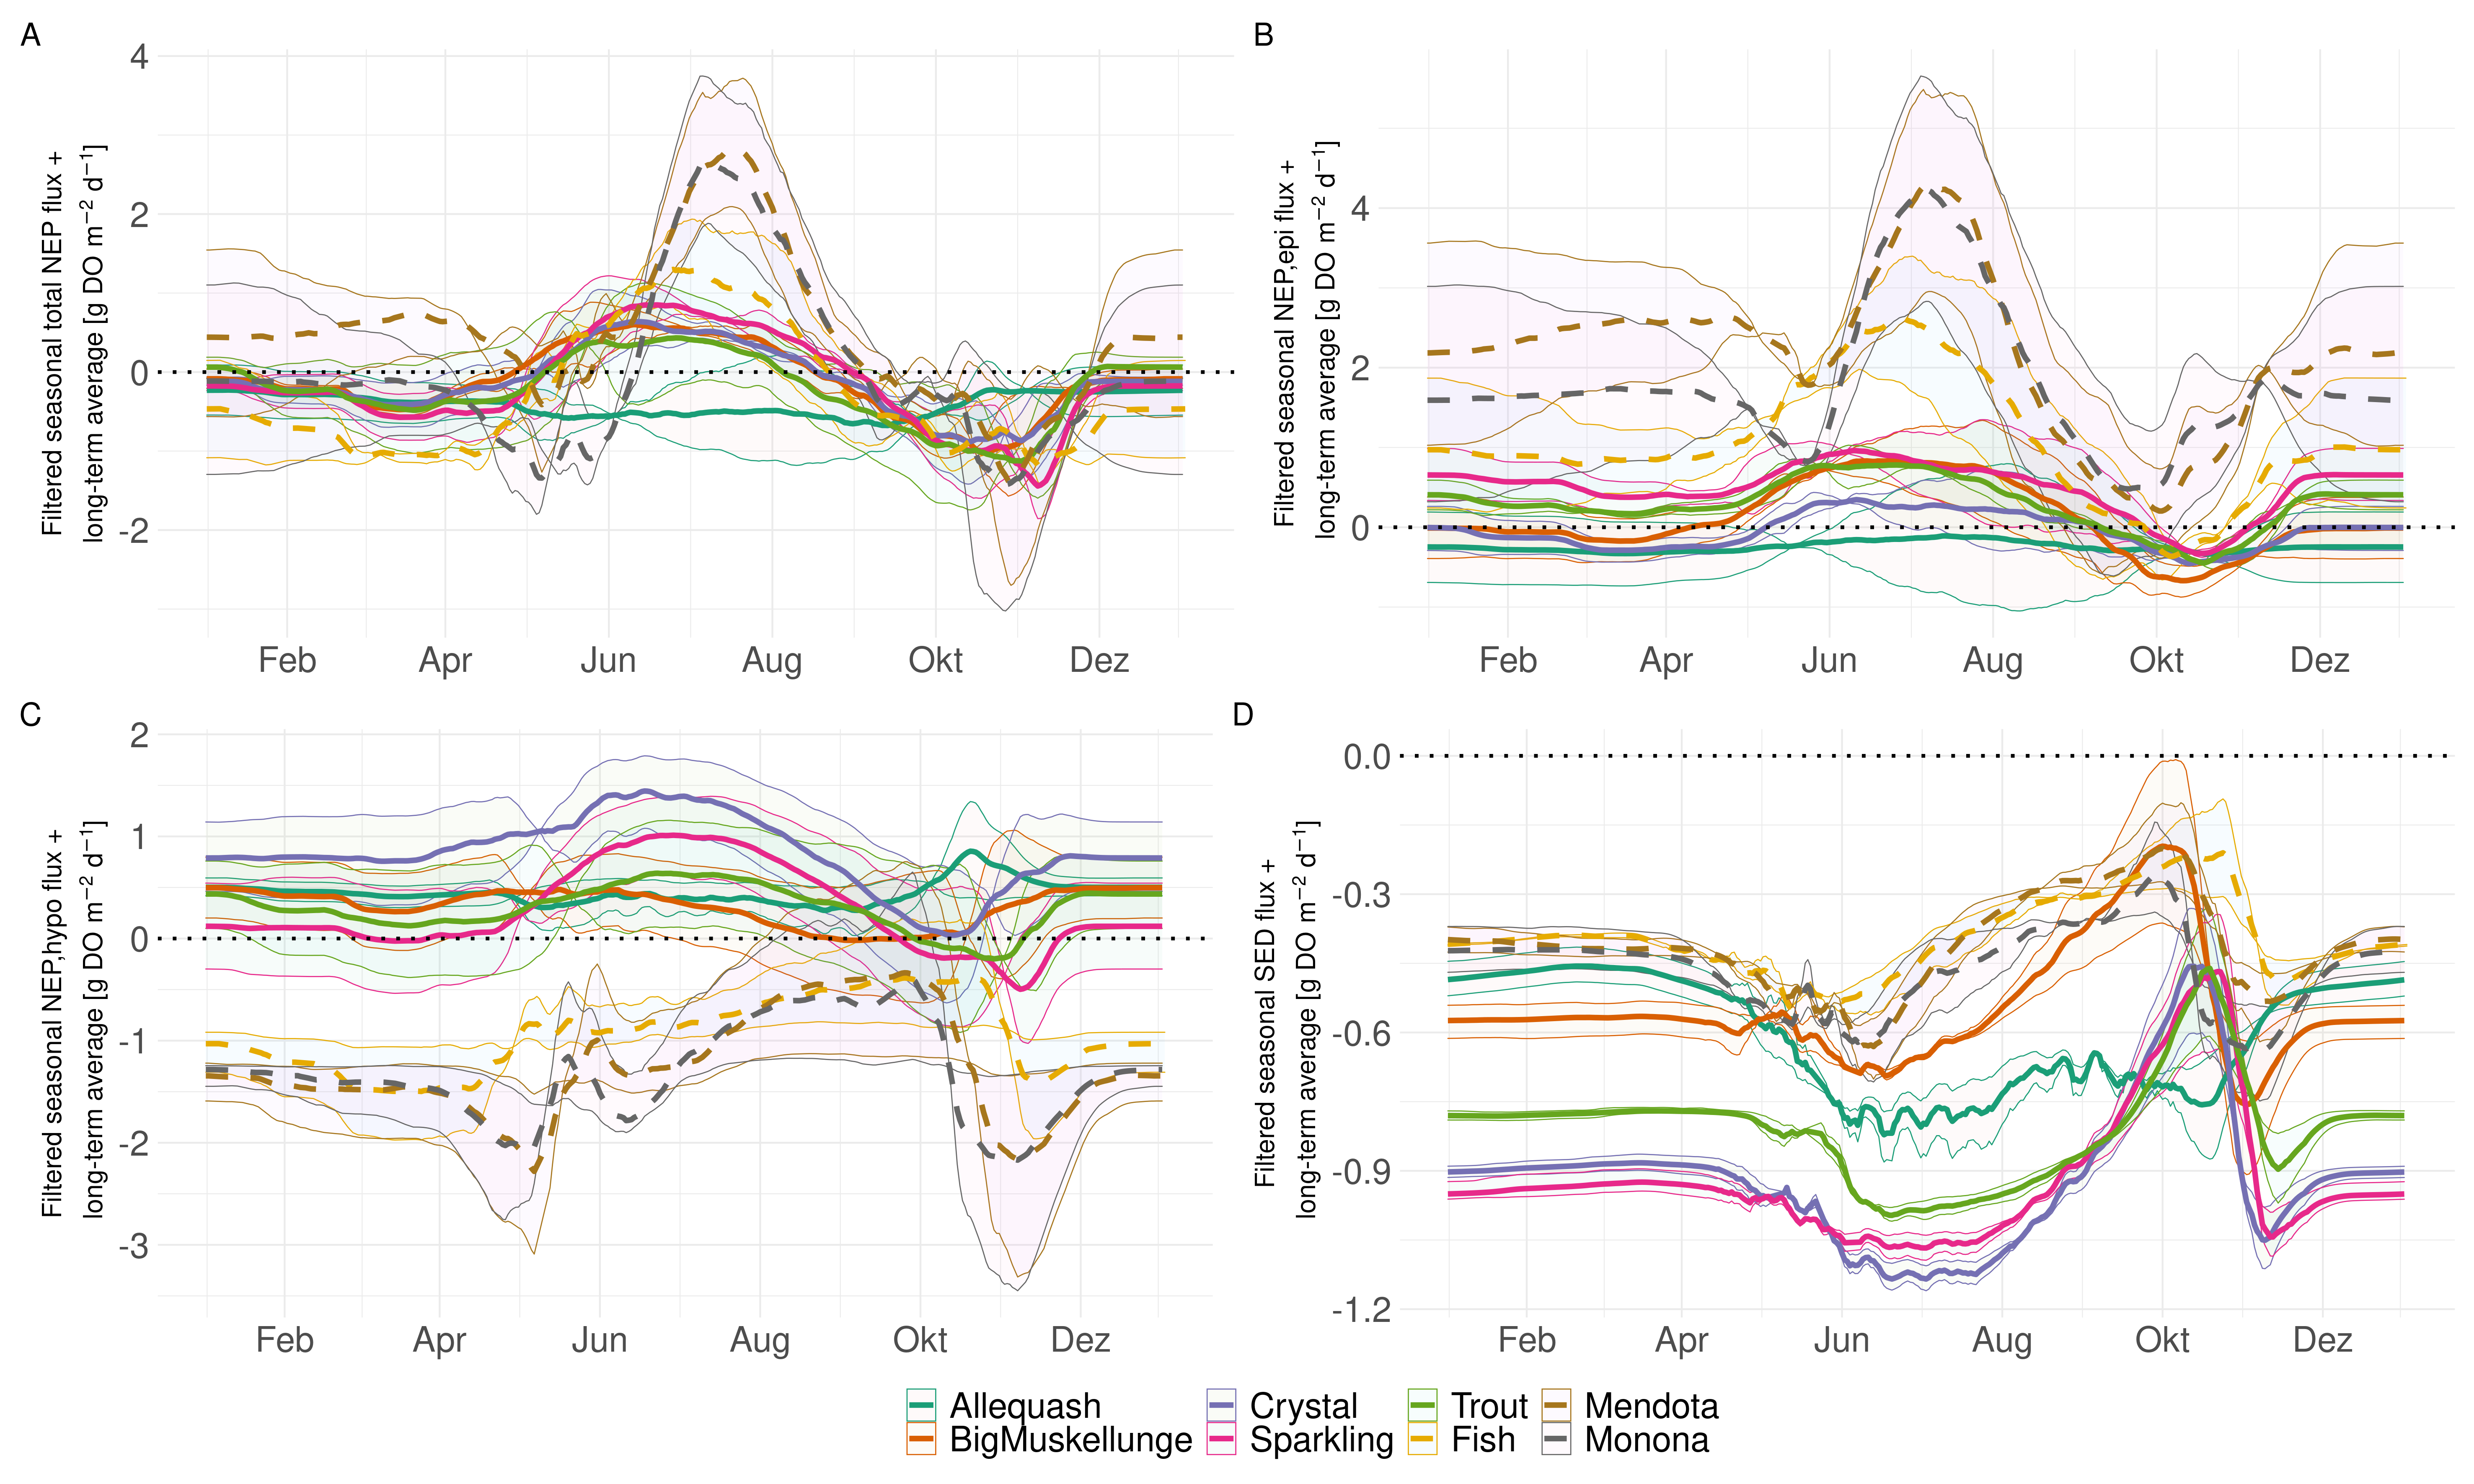 A
Filtered seasonal total NEP flux +
long-term average [g DO m⁻² d⁻¹]
4
2
0
-2
Feb Apr Jun Aug Okt Dez
B
Filtered seasonal NEP,epi flux +
long-term average [g DO m⁻² d⁻¹]
4
2
0
Feb Apr Jun Aug Okt Dez
C
Filtered seasonal NEP,hypo flux +
long-term average [g DO m⁻² d⁻¹]
2
1
0
-1
-2
-3
Feb Apr Jun Aug Okt Dez
D
Filtered seasonal SED flux +
long-term average [g DO m⁻² d⁻¹]
0.0
-0.3
-0.6
-0.9
-1.2
Feb Apr Jun Aug Okt Dez
Allequash Crystal Trout Mendota
BigMuskellunge Sparkling Fish Monona